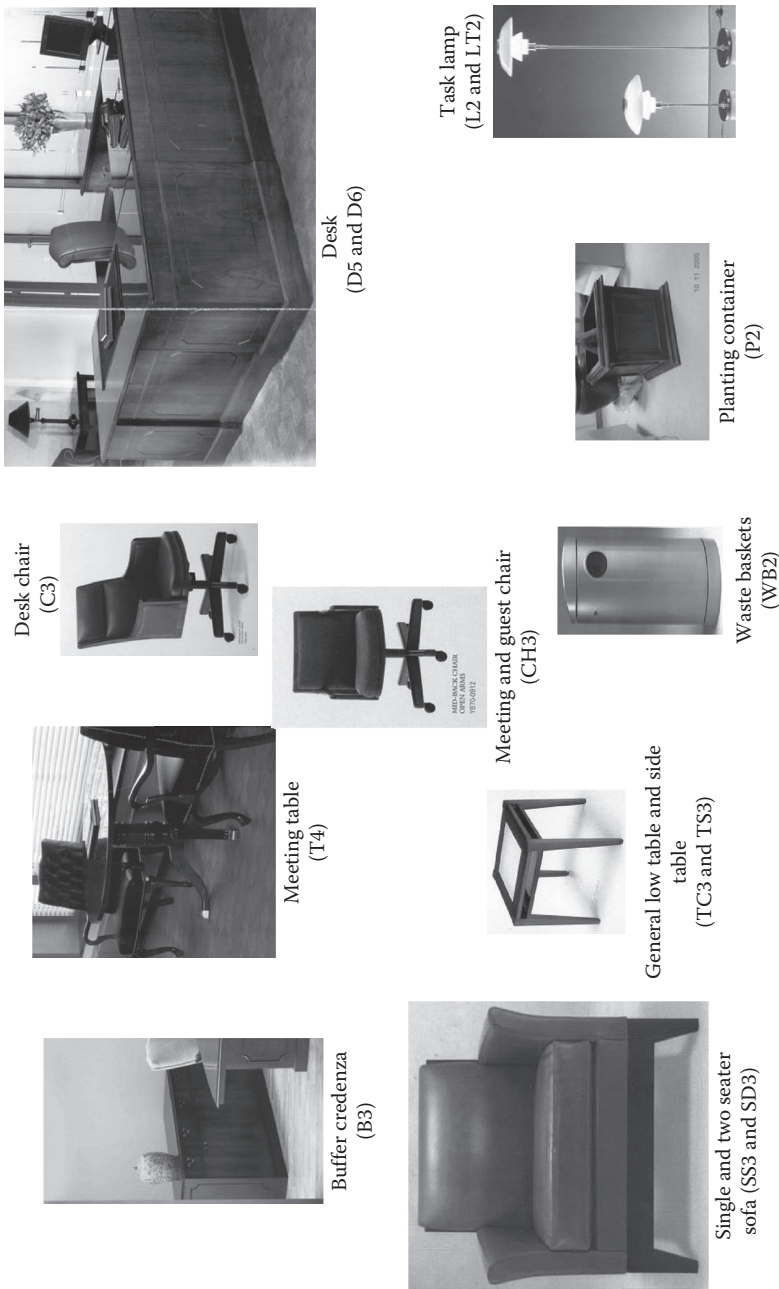 Buffer credenza
(B3)
Meeting table
(T4)
Desk chair
(C3)
Desk
(D5 and D6)
MID-BACK CHAIR
OPEN ARMS
YB70-0912
Meeting and guest chair
(CH3)
Single and two seater
sofa (SS3 and SD3)
General low table and side
table
(TC3 and TS3)
Waste baskets
(WB2)
10 11 2005
Planting container
(P2)
Task lamp
(L2 and LT2)